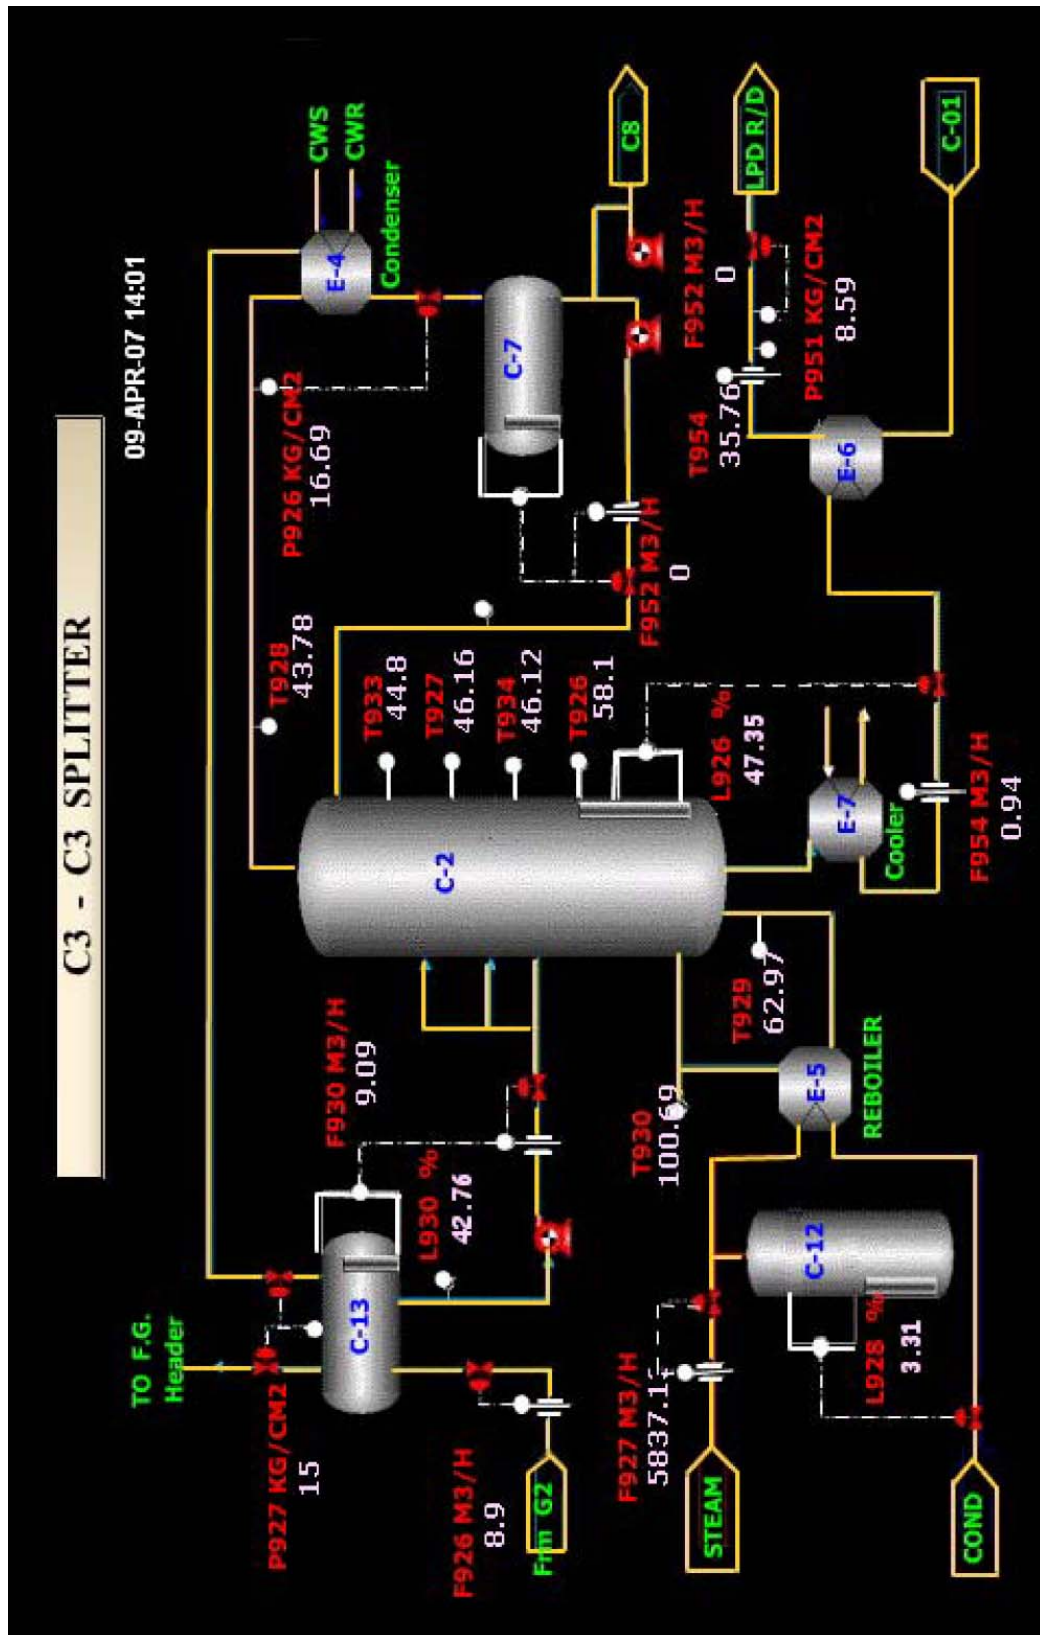 C3 - C3 SPLITTER
09-APR-07 14:01
TO F.G.
Header
P927 KG/CM2
15
F926 M3/H
8.9
Frm G2
C-13
L930 %
42.76
F930 M3/H
9.09
T928
43.78
P926 KG/CM2
16.69
E-4
CWS
CWR
Condenser
C-7
C8
C-2
T933
44.8
T927
46.16
T934
46.12
T926
58.1
L926 %
47.35
F952 M3/H
0
F952 M3/H
0
T954
35.76
P951 KG/CM2
8.59
LPD R/D
C-01
E-6
E-7
Cooler
F954 M3/H
0.94
T929
62.97
T930
100.69
E-5
REBOILER
F927 M3/H
5837.1
STEAM
C-12
L928 %
3.31
COND